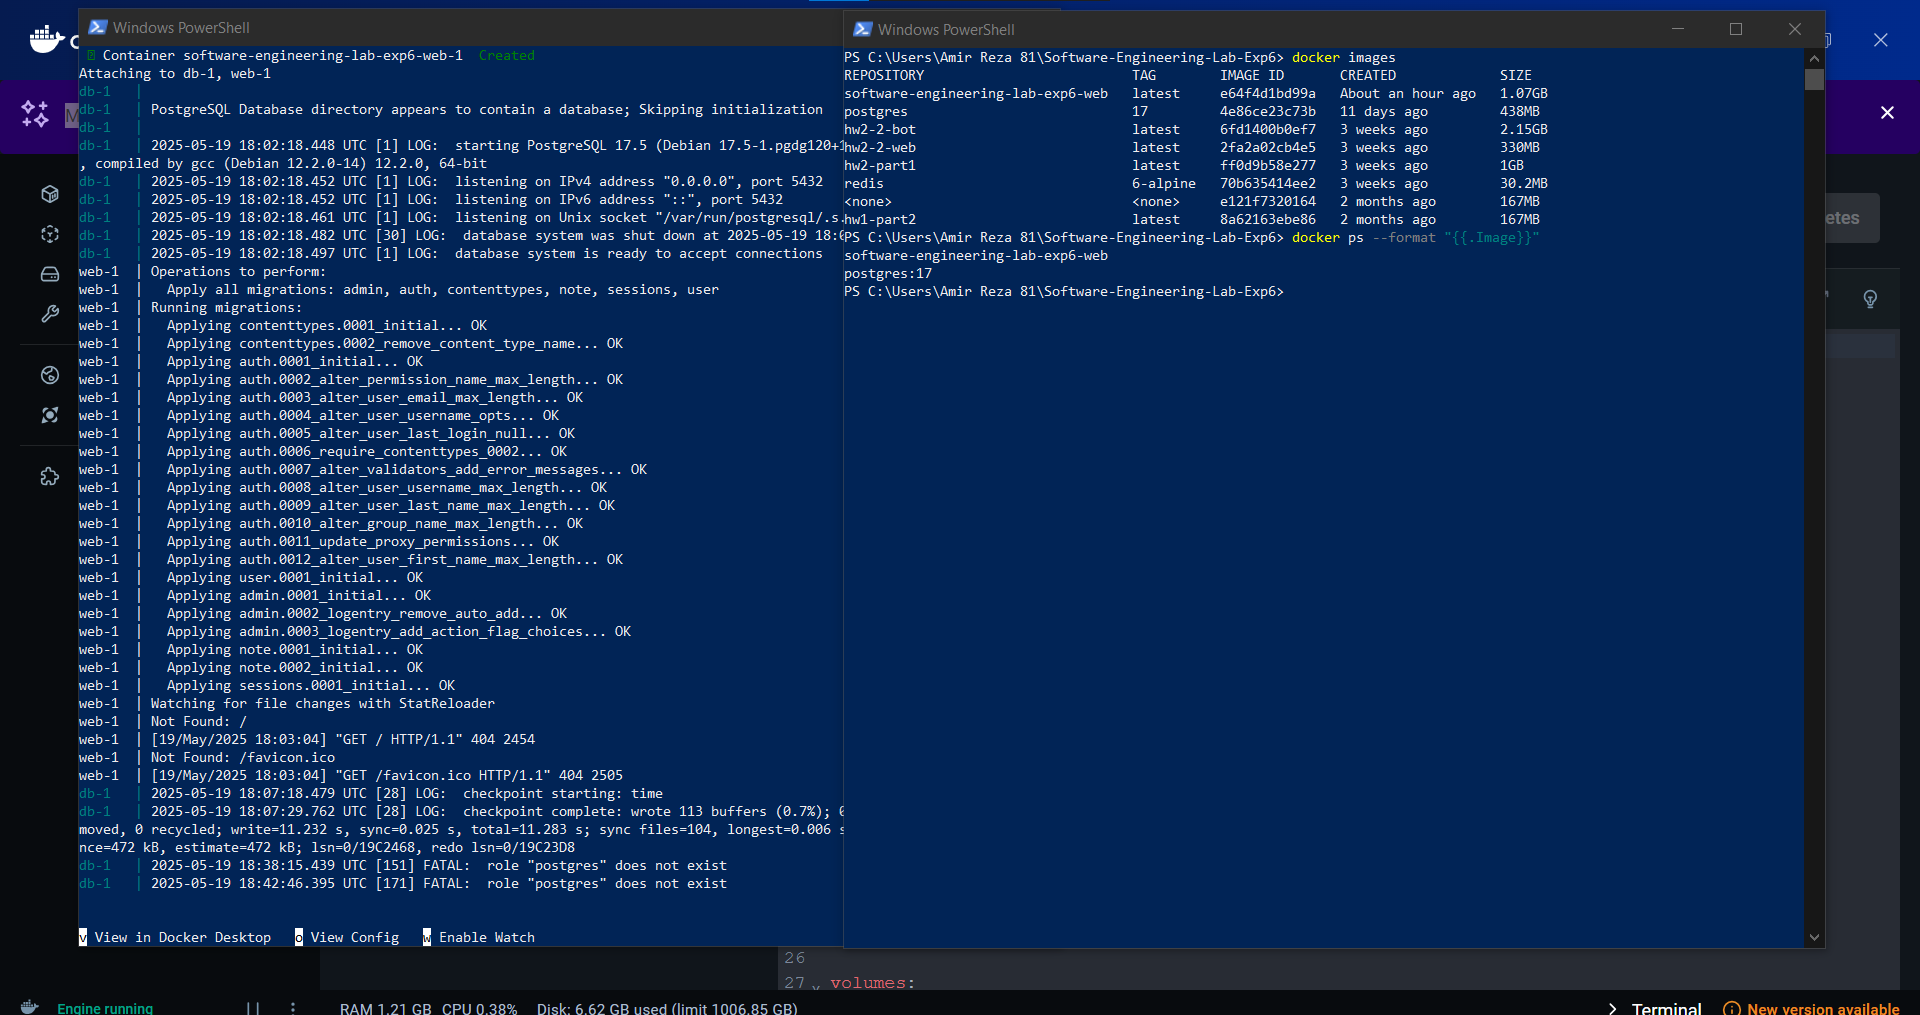 Windows PowerShell
Container software-engineering-lab-exp6-web-1 Created
Attaching to db-1, web-1
db-1 |
db-1 | PostgreSQL Database directory appears to contain a database; Skipping initialization
db-1 |
db-1 | 2025-05-19 18:02:18.448 UTC [1] LOG: starting PostgreSQL 17.5 (Debian 17.5-1.pgdg120+1
, compiled by gcc (Debian 12.2.0-14) 12.2.0, 64-bit
db-1 | 2025-05-19 18:02:18.452 UTC [1] LOG: listening on IPv4 address "0.0.0.0", port 5432
db-1 | 2025-05-19 18:02:18.452 UTC [1] LOG: listening on IPv6 address "::", port 5432
db-1 | 2025-05-19 18:02:18.461 UTC [1] LOG: listening on Unix socket "/var/run/postgresql/.s.
db-1 | 2025-05-19 18:02:18.482 UTC [30] LOG: database system was shut down at 2025-05-19 18:0
db-1 | 2025-05-19 18:02:18.497 UTC [1] LOG: database system is ready to accept connections
web-1 | Operations to perform:
web-1 | Apply all migrations: admin, auth, contenttypes, note, sessions, user
web-1 | Running migrations:
web-1 | Applying contenttypes.0001_initial... OK
web-1 | Applying contenttypes.0002_remove_content_type_name... OK
web-1 | Applying auth.0001_initial... OK
web-1 | Applying auth.0002_alter_permission_name_max_length... OK
web-1 | Applying auth.0003_alter_user_email_max_length... OK
web-1 | Applying auth.0004_alter_user_username_opts... OK
web-1 | Applying auth.0005_alter_user_last_login_null... OK
web-1 | Applying auth.0006_require_contenttypes_0002... OK
web-1 | Applying auth.0007_alter_validators_add_error_messages... OK
web-1 | Applying auth.0008_alter_user_username_max_length... OK
web-1 | Applying auth.0009_alter_user_last_name_max_length... OK
web-1 | Applying auth.0010_alter_group_name_max_length... OK
web-1 | Applying auth.0011_update_proxy_permissions... OK
web-1 | Applying auth.0012_alter_user_first_name_max_length... OK
web-1 | Applying user.0001_initial... OK
web-1 | Applying admin.0001_initial... OK
web-1 | Applying admin.0002_logentry_remove_auto_add... OK
web-1 | Applying admin.0003_logentry_add_action_flag_choices... OK
web-1 | Applying note.0001_initial... OK
web-1 | Applying note.0002_initial... OK
web-1 | Applying sessions.0001_initial... OK
web-1 | Watching for file changes with StatReloader
web-1 | Not Found: /
web-1 | [19/May/2025 18:03:04] "GET / HTTP/1.1" 404 2454
web-1 | Not Found: /favicon.ico
web-1 | [19/May/2025 18:03:04] "GET /favicon.ico HTTP/1.1" 404 2505
db-1 | 2025-05-19 18:07:18.479 UTC [28] LOG: checkpoint starting: time
db-1 | 2025-05-19 18:07:29.762 UTC [28] LOG: checkpoint complete: wrote 113 buffers (0.7%); 0
moved, 0 recycled; write=11.232 s, sync=0.025 s, total=11.283 s; sync files=104, longest=0.006 s
nce=472 kB, estimate=472 kB; lsn=0/19C2468, redo lsn=0/19C23D8
db-1 | 2025-05-19 18:38:15.439 UTC [151] FATAL: role "postgres" does not exist
db-1 | 2025-05-19 18:42:46.395 UTC [171] FATAL: role "postgres" does not exist
v View in Docker Desktop o View Config w Enable Watch
Windows PowerShell
PS C:\Users\Amir Reza 81\Software-Engineering-Lab-Exp6> docker images
REPOSITORY TAG IMAGE ID CREATED SIZE
software-engineering-lab-exp6-web latest e64f4d1bd99a About an hour ago 1.07GB
postgres 17 4e86ce23c73b 11 days ago 438MB
hw2-2-bot latest 6fd1400b0ef7 3 weeks ago 2.15GB
hw2-2-web latest 2fa2a02cb4e5 3 weeks ago 330MB
hw2-part1 latest ff0d9b58e277 3 weeks ago 1GB
redis 6-alpine 70b635414ee2 3 weeks ago 30.2MB
<none> <none> e121f7320164 2 months ago 167MB
hw1-part2 latest 8a62163ebe86 2 months ago 167MB
PS C:\Users\Amir Reza 81\Software-Engineering-Lab-Exp6> docker ps --format "{{.Image}}"
software-engineering-lab-exp6-web
postgres:17
PS C:\Users\Amir Reza 81\Software-Engineering-Lab-Exp6>
etes
26
27 volumes:
Engine running
RAM 1.21 GB CPU 0.38% Disk: 6.62 GB used (limit 1006.85 GB)
Terminal
New version available